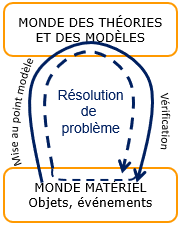 MONDE DES THÉORIES
ET DES MODÈLES
Mise au point modèle
Résolution
de
problème
Vérification
MONDE MATÉRIEL
Objets, événements